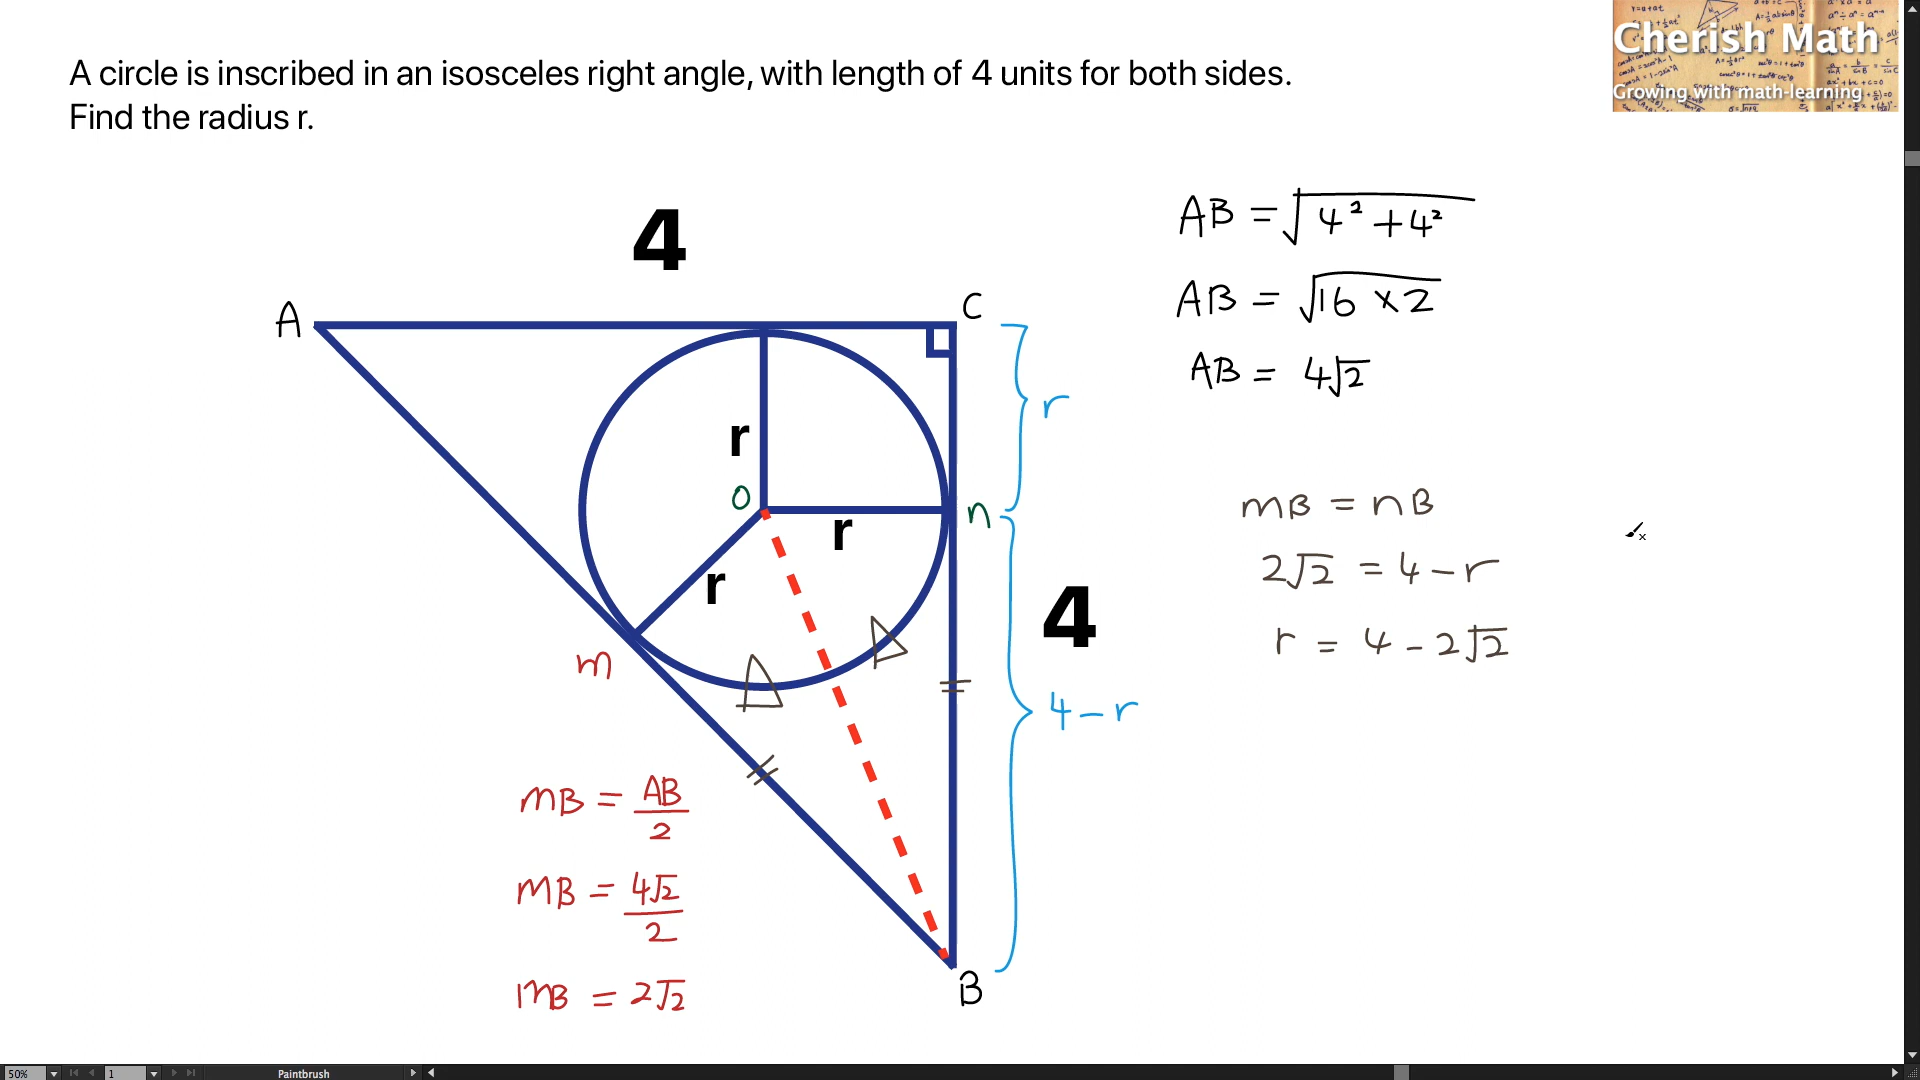 A circle is inscribed in an isosceles right angle, with length of 4 units for both sides.
Find the radius r.
Cherish Math
Growing with math-learning
4
A
C
r
r
r
O
n
m
r
4
4-r
B
AB = √4² + 4²
AB = √16 × 2
AB = 4√2
mB = nB
2√2 = 4 - r
r = 4 - 2√2
mB = AB/2
mB = 4√2/2
mB = 2√2
50%
1
Paintbrush